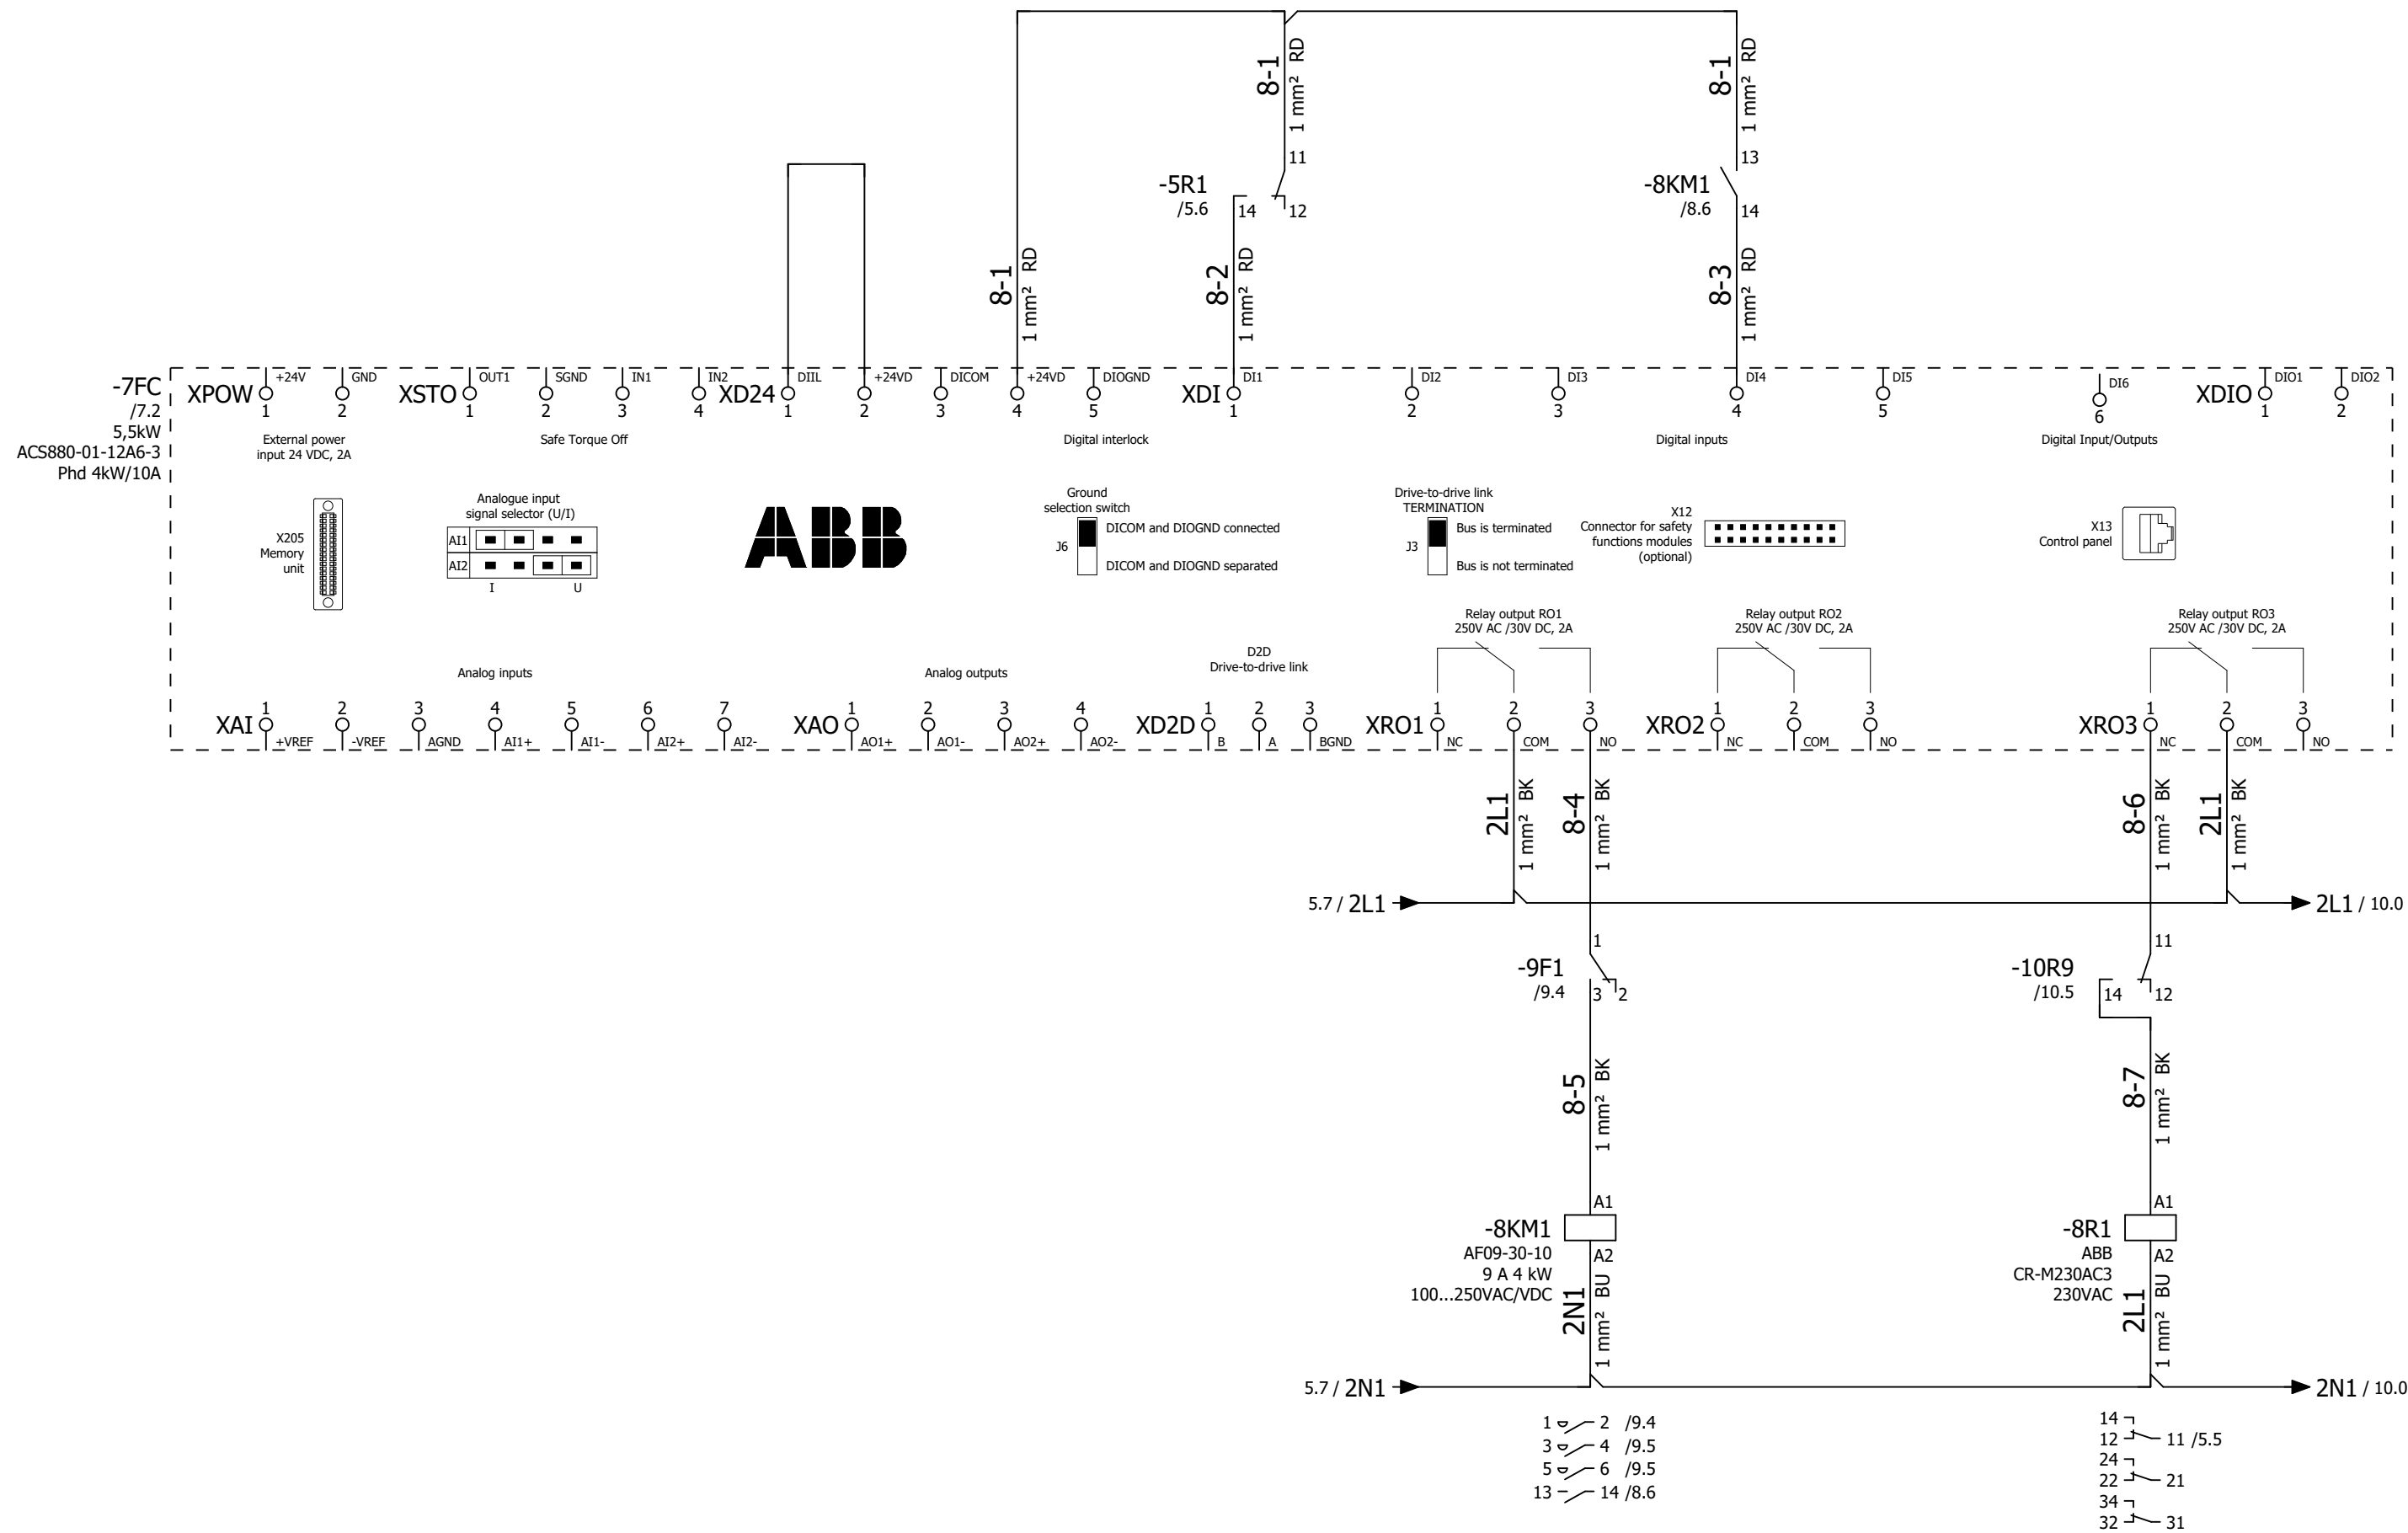 8-1
1 mm² RD
8-1
1 mm² RD
11
13
-5R1
/5.6
14
12
-8KM1
/8.6
14
8-1
1 mm² RD
8-2
1 mm² RD
8-3
1 mm² RD
-7FC
/7.2
5,5kW
ACS880-01-12A6-3
Phd 4kW/10A
XPOW +24V GND XSTO OUT1 SGND IN1 IN2 XD24 DIIL +24VD DICOM +24VD DIOGND XDI DI1 DI2 DI3 DI4 DI5 DI6 XDIO DIO1 DIO2
1 2 1 2 3 4 1 2 3 4 5 1 2 3 4 5 6 1 2
External power
input 24 VDC, 2A
Safe Torque Off
Digital interlock
Digital inputs
Digital Input/Outputs
X205
Memory
unit
Analogue input
signal selector (U/I)
AI1
AI2
I U
ABB
Ground
selection switch
J6
DICOM and DIOGND connected
DICOM and DIOGND separated
Drive-to-drive link
TERMINATION
J3
Bus is terminated
Bus is not terminated
X12
Connector for safety
functions modules
(optional)
X13
Control panel
Relay output RO1
250V AC /30V DC, 2A
Relay output RO2
250V AC /30V DC, 2A
Relay output RO3
250V AC /30V DC, 2A
Analog inputs
Analog outputs
D2D
Drive-to-drive link
1 2 3 4 5 6 7 1 2 3 4 1 2 3 1 2 3 1 2 3 1 2 3
XAI +VREF -VREF AGND AI1+ AI1- AI2+ AI2- XAO AO1+ AO1- AO2+ AO2- XD2D B A BGND XRO1 NC COM NO XRO2 NC COM NO XRO3 NC COM NO
2L1
1 mm² BK
8-4
1 mm² BK
8-6
1 mm² BK
2L1
1 mm² BK
5.7 / 2L1
2L1 / 10.0
1
-9F1
/9.4
3 2
11
-10R9
/10.5
14
12
8-5
1 mm² BK
8-7
1 mm² BK
A1
-8KM1
AF09-30-10
9 A 4 kW
100...250VAC/VDC
A2
2N1
1 mm² BU
A1
-8R1
ABB
CR-M230AC3
230VAC
A2
2L1
1 mm² BU
5.7 / 2N1
2N1 / 10.0
1 2 /9.4
3 4 /9.5
5 6 /9.5
13 14 /8.6
14
12 11 /5.5
24
22 21
34
32 31